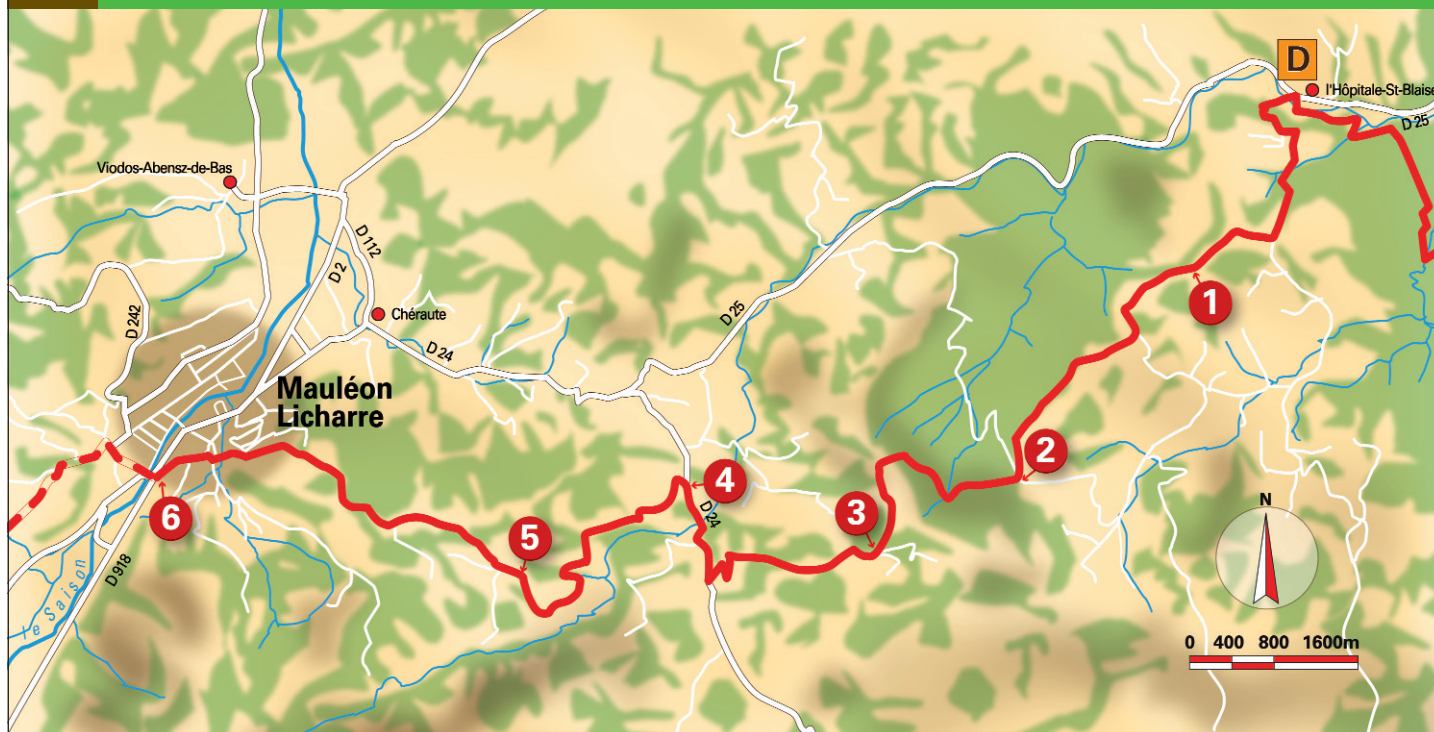 D
l'Hôpitale-St-Blaise
D 25
Viodos-Abensz-de-Bas
D 112
D 2
D 242
Chéraute
D 24
D 25
1
Mauléon
Licharre
2
4
3
D 24
5
6
D 918
le Saison
N
0 400 800 1600m